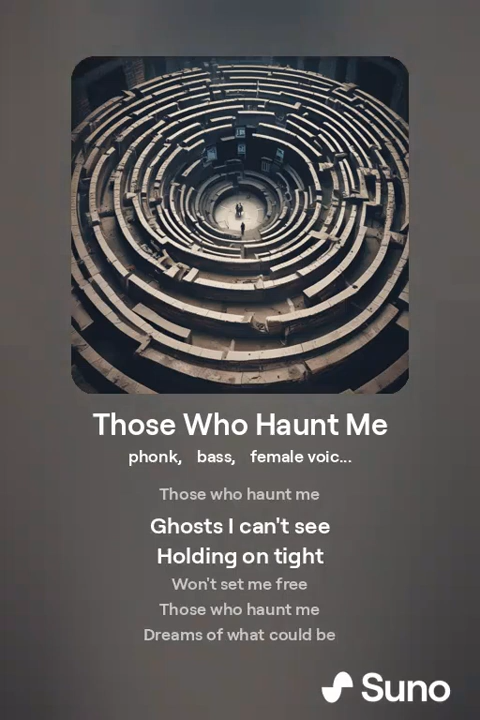 Those Who Haunt Me
phonk, bass, female voic...
Those who haunt me
Ghosts I can't see
Holding on tight
Won't set me free
Those who haunt me
Dreams of what could be
Suno